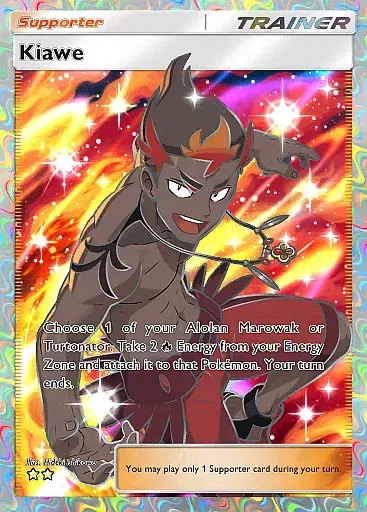 Supporter
TRAINER
Kiawe
Choose 1 of your Alolan Marowak or
Turtonator. Take 2 Energy from your Energy
Zone and attach it to that Pokémon. Your turn
ends.
Illus.
You may play only 1 Supporter card during your turn.